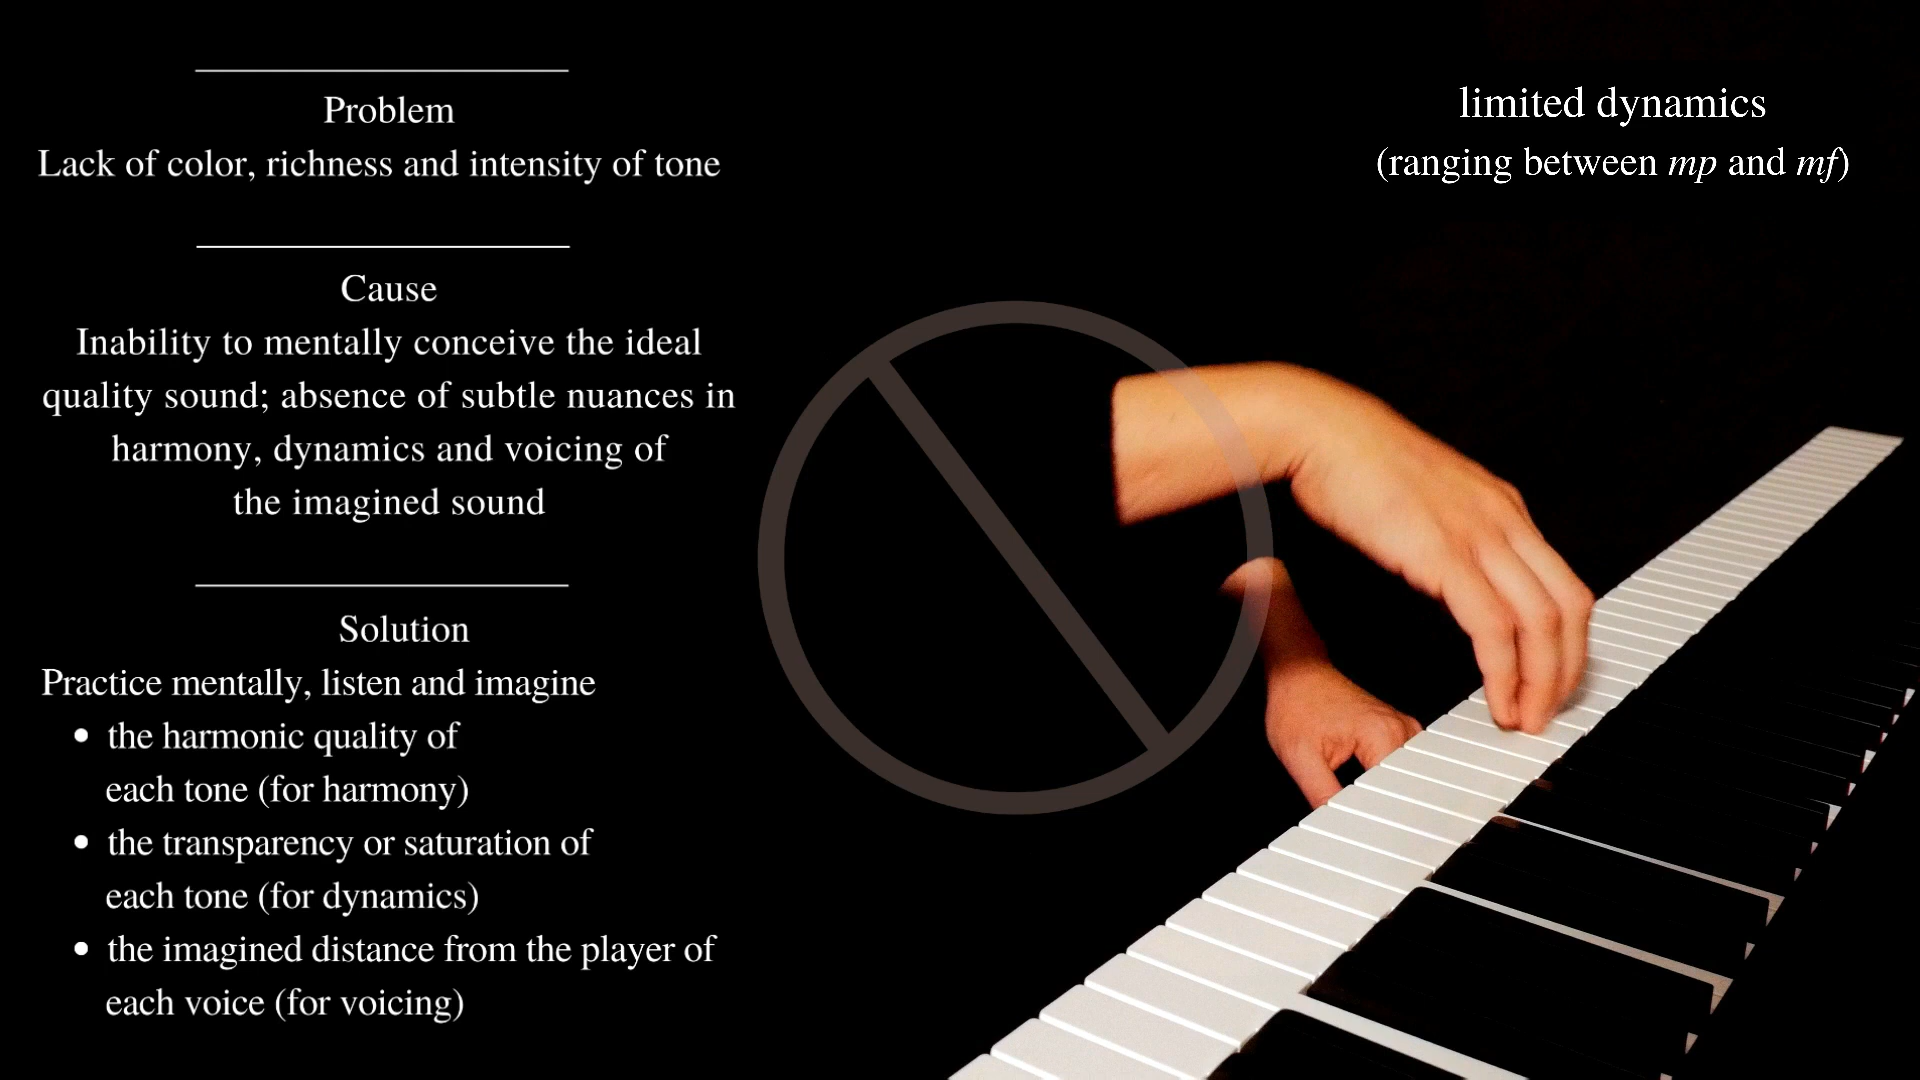 Problem
Lack of color, richness and intensity of tone
Cause
Inability to mentally conceive the ideal
quality sound; absence of subtle nuances in
harmony, dynamics and voicing of
the imagined sound
Solution
Practice mentally, listen and imagine
• the harmonic quality of
each tone (for harmony)
• the transparency or saturation of
each tone (for dynamics)
• the imagined distance from the player of
each voice (for voicing)
limited dynamics
(ranging between mp and mf)